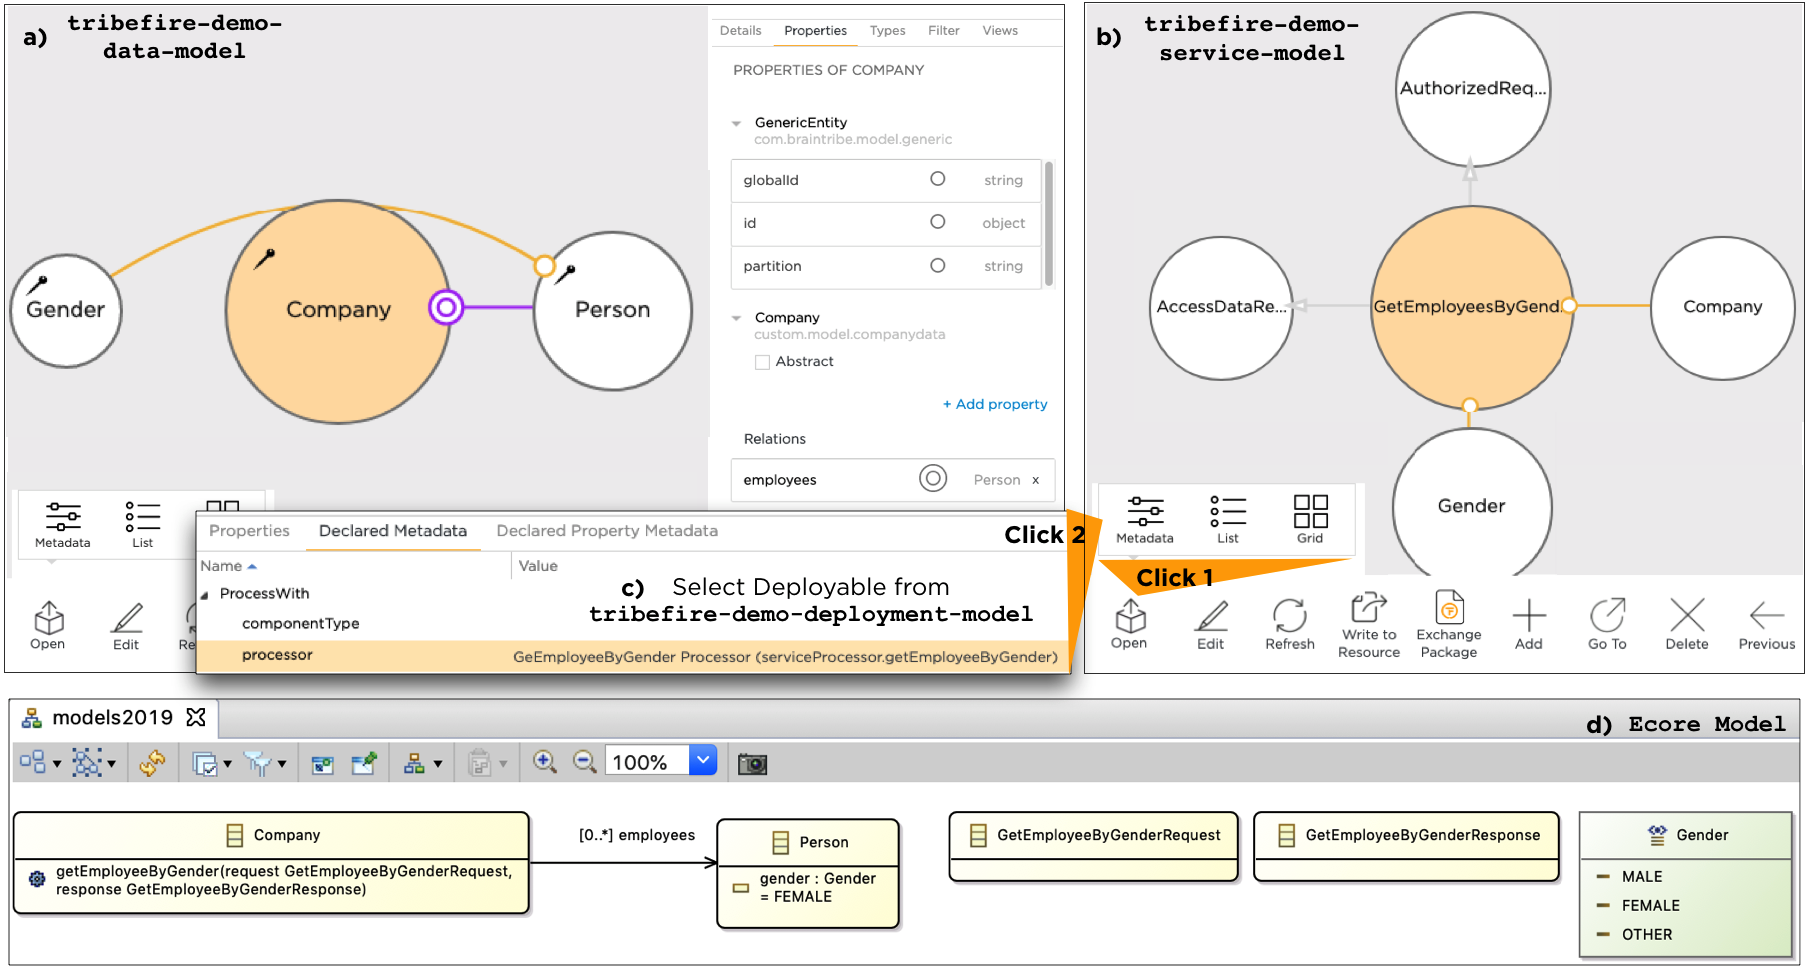 a) tribefire-demo-
data-model
Gender
Company
Person
Details Properties Types Filter Views
PROPERTIES OF COMPANY
GenericEntity
com.braintribe.model.generic
globalId string
id object
partition string
Company
custom.model.companydata
Abstract
+ Add property
Relations
employees Person x
Metadata List
Open Edit Re
b) tribefire-demo-
service-model
AuthorizedReq...
AccessDataRe...
GetEmployeesByGend.
Company
Gender
Metadata List Grid
Click 1
Open Edit Refresh Write to Resource Exchange Package Add Go To Delete Previous
Properties Declared Metadata Declared Property Metadata
Click 2
Name Value
ProcessWith
c) Select Deployable from
tribefire-demo-deployment-model
componentType
processor GeEmployeeByGender Processor (serviceProcessor.getEmployeeByGender)
models2019
d) Ecore Model
100%
Company
getEmployeeByGender(request GetEmployeeByGenderRequest,
response GetEmployeeByGenderResponse)
[0..*] employees
Person
gender : Gender
= FEMALE
GetEmployeeByGenderRequest
GetEmployeeByGenderResponse
Gender
MALE
FEMALE
OTHER